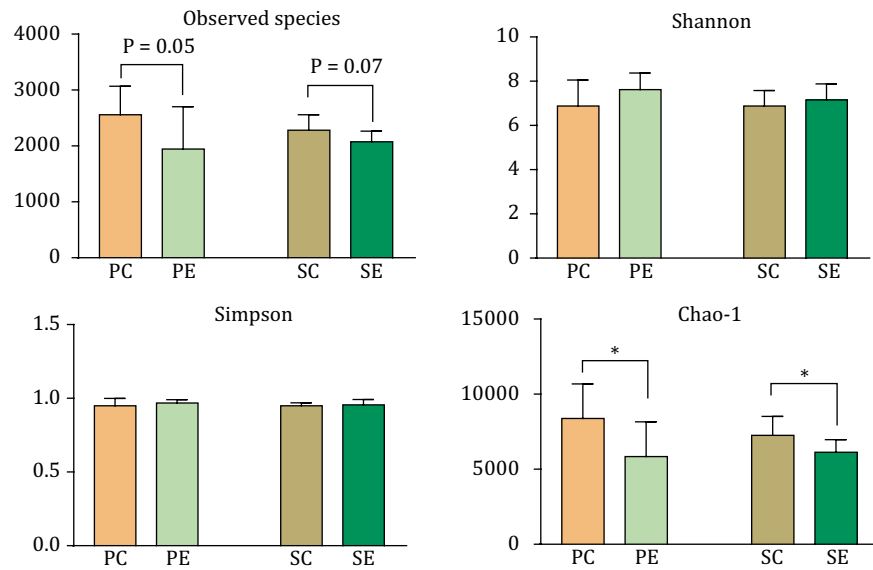 Observed species
4000
3000
2000
1000
0
P = 0.05
P = 0.07
PC PE SC SE
Shannon
10
8
6
4
2
0
PC PE SC SE
Simpson
1.5
1.0
0.5
0.0
PC PE SC SE
Chao-1
15000
10000
5000
0
*
*
PC PE SC SE